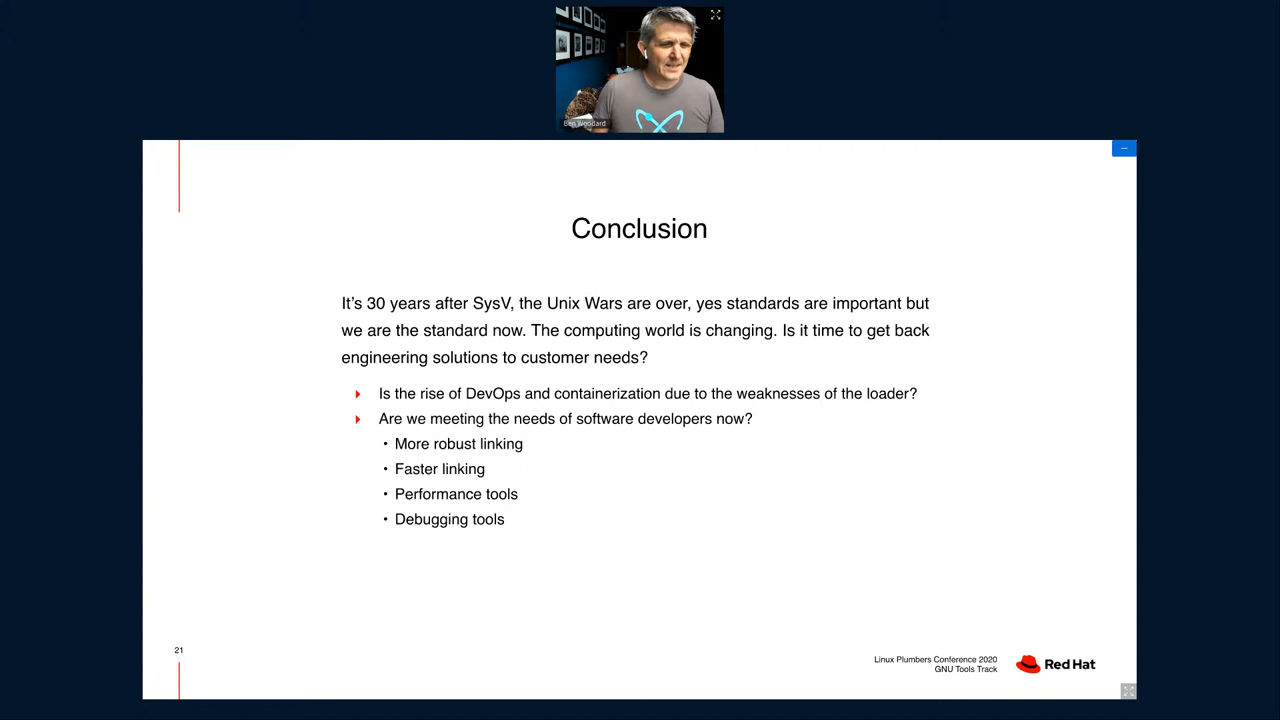 Ben Woodard
Conclusion
It's 30 years after SysV, the Unix Wars are over, yes standards are important but
we are the standard now. The computing world is changing. Is it time to get back
engineering solutions to customer needs?
Is the rise of DevOps and containerization due to the weaknesses of the loader?
Are we meeting the needs of software developers now?
• More robust linking
• Faster linking
• Performance tools
• Debugging tools
21
Linux Plumbers Conference 2020
GNU Tools Track
Red Hat